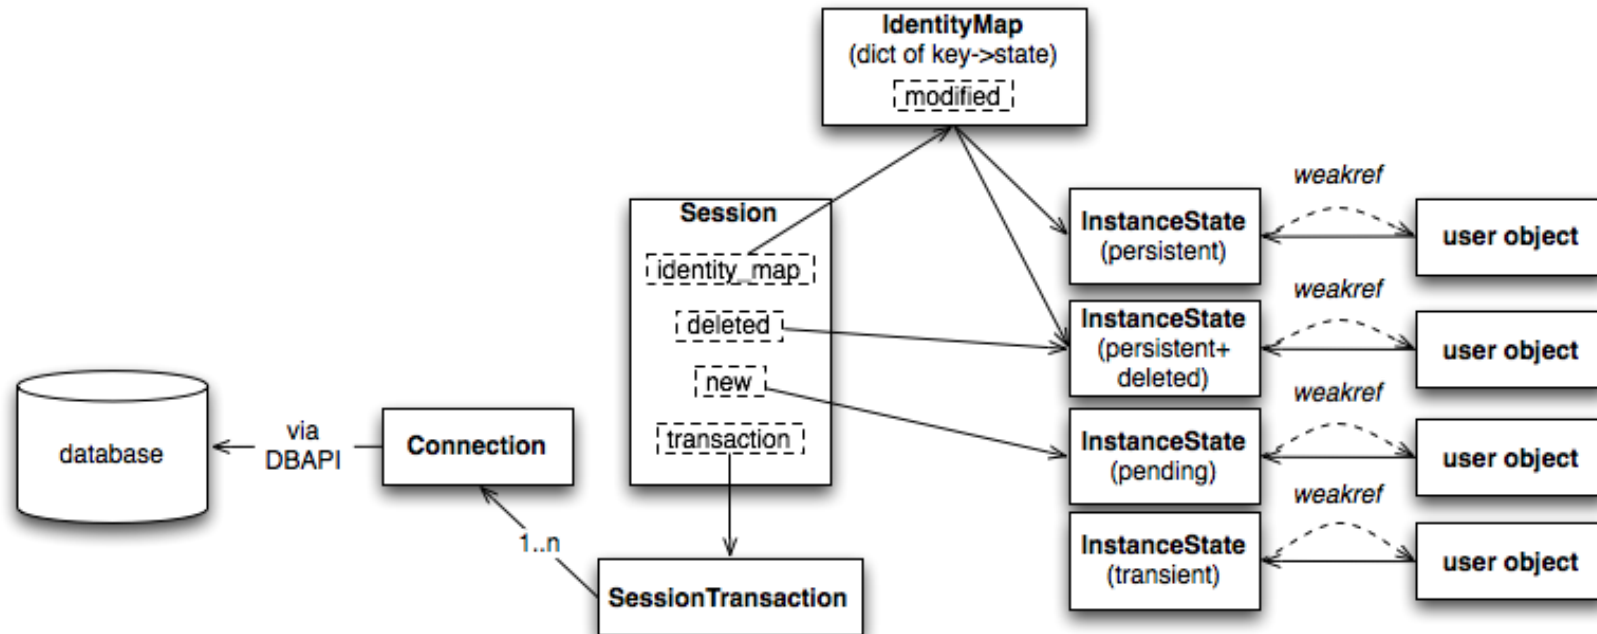 IdentityMap
(dict of key->state)
modified
Session
identity_map
deleted
new
transaction
weakref
InstanceState
(persistent)
user object
weakref
InstanceState
(persistent+
deleted)
user object
weakref
InstanceState
(pending)
user object
weakref
InstanceState
(transient)
user object
database
via
DBAPI
Connection
1..n
SessionTransaction